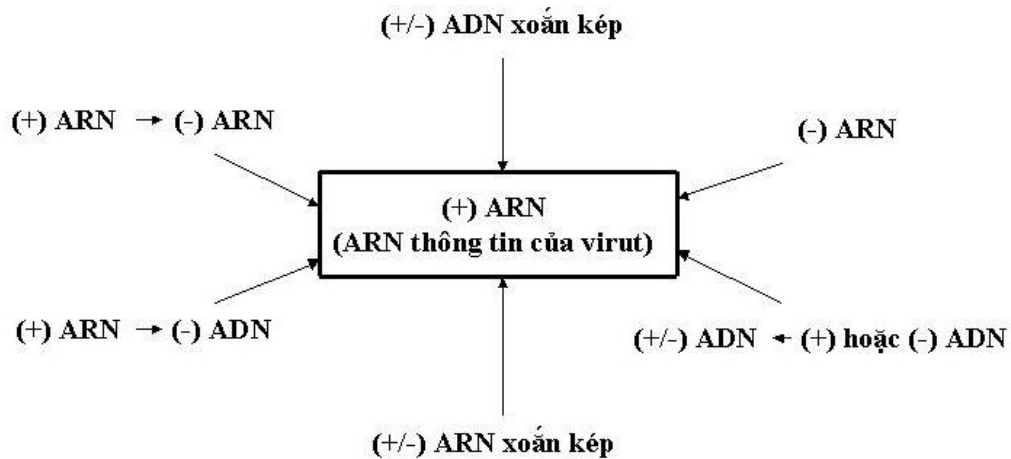 (+/-) ADN xoắn kép
(+) ARN → (-) ARN
(-) ARN
(+) ARN
(ARN thông tin của virut)
(+) ARN → (-) ADN
(+/-) ADN ← (+) hoặc (-) ADN
(+/-) ARN xoắn kép